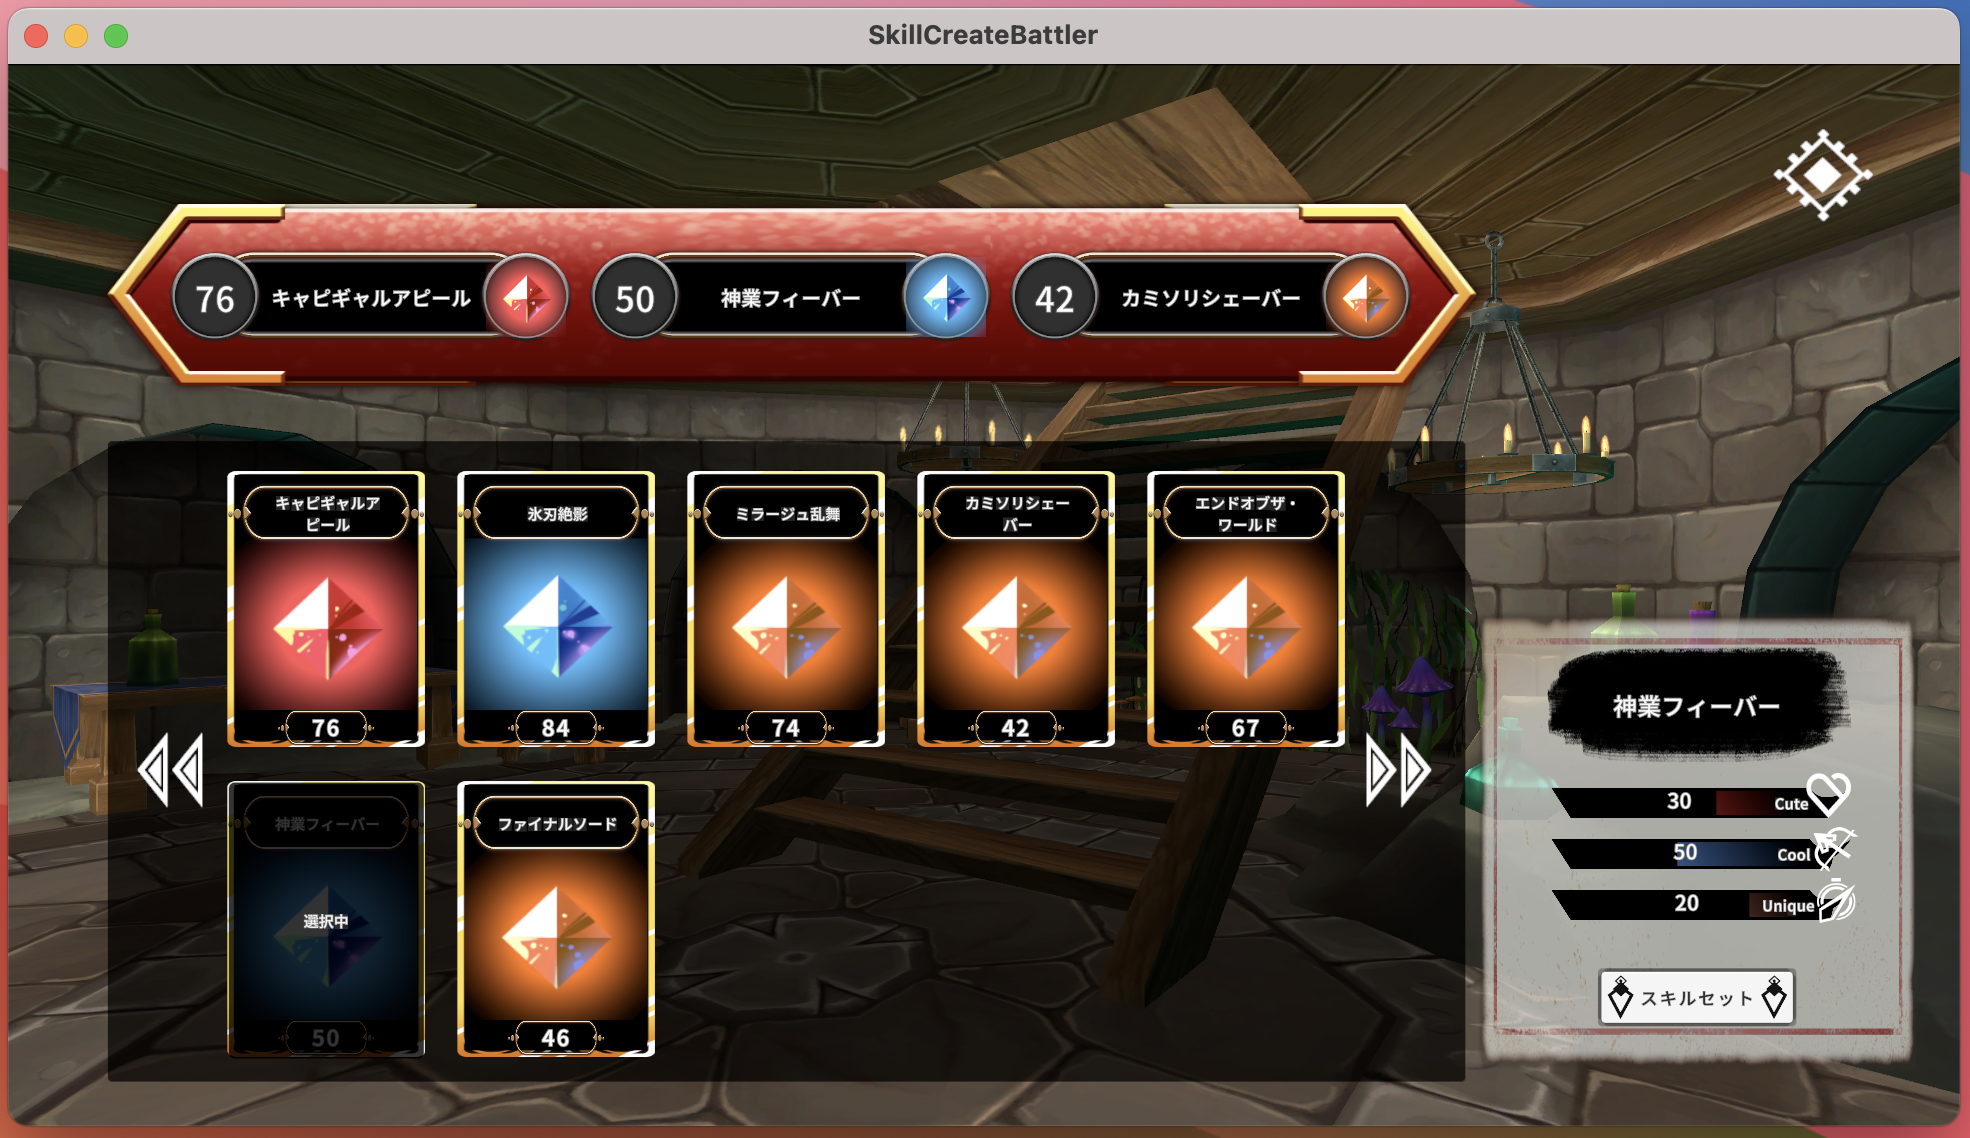 SkillCreateBattler
76
キャピギャルアピール
50
神業フィーバー
42
カミソリシェーバー
キャピギャルア
ピール
76
氷刃絶影
84
ミラージュ乱舞
74
カミソリシェー
バー
42
エンドオブザ・
ワールド
67
神業フィーバー
選択中
50
ファイナルソード
46
神業フィーバー
30 Cute
50 Cool
20 Unique
スキルセット